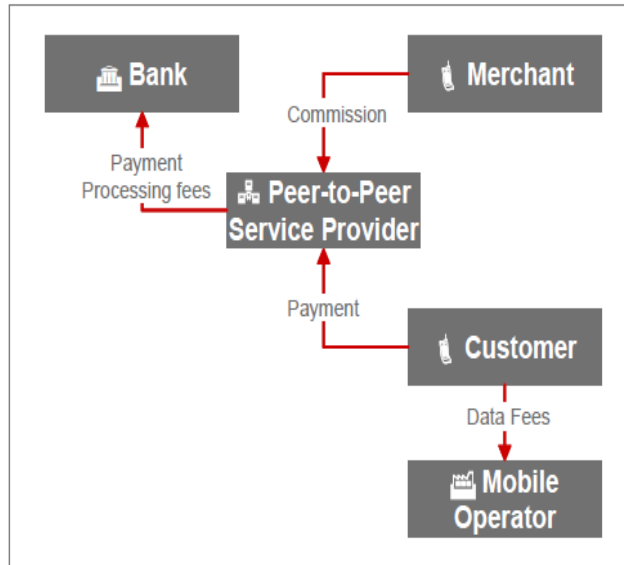 Bank
Merchant
Commission
Payment
Processing fees
Peer-to-Peer
Service Provider
Payment
Customer
Data Fees
Mobile
Operator